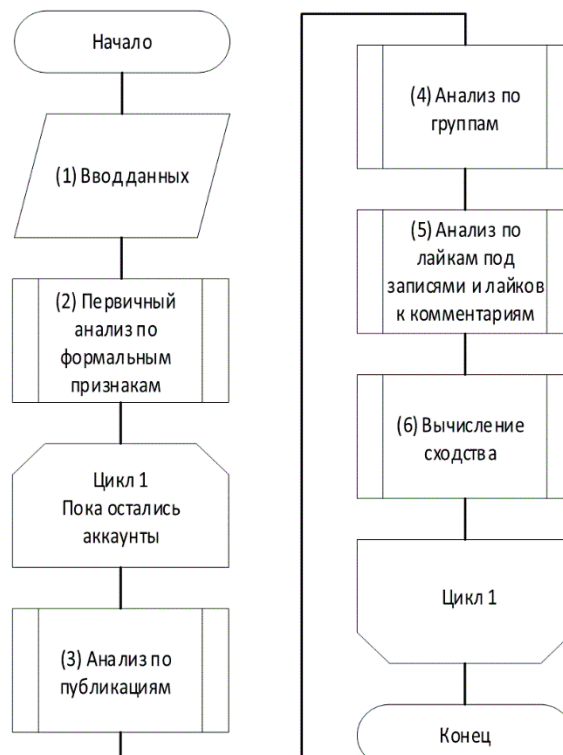 Начало
(1) Ввод данных
(2) Первичный
анализ по
формальным
признакам
Цикл 1
Пока остались
аккаунты
(3) Анализ по
публикациям
(4) Анализ по
группам
(5) Анализ по
лайкам под
записями и лайков
к комментариям
(6) Вычисление
сходства
Цикл 1
Конец